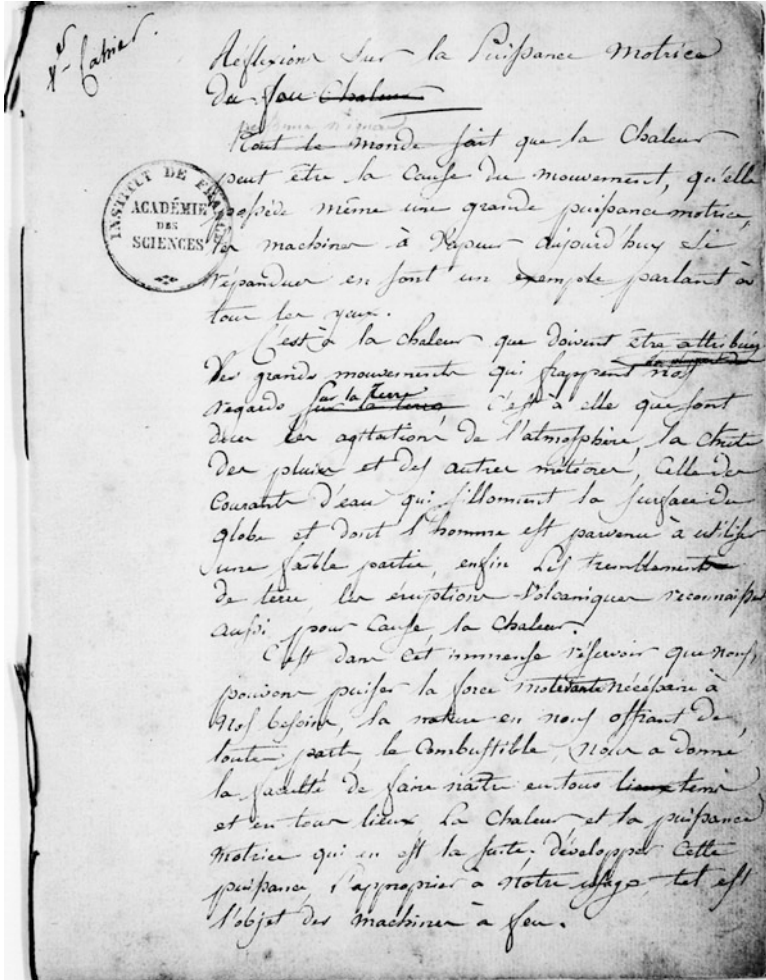 1er Cahier.
Réflexions sur la Puissance Motrice
du feu Chaleur
personne n'ignore
Tout le monde sait que la Chaleur
peut être la Cause du mouvement, qu'elle
possède même une grande puissance motrice,
les machines à Vapeur aujourd'huy si
répandues en sont un exemple parlant à
tous les yeux.
INSTITUT DE FRANCE
ACADÉMIE
DES
SCIENCES
C'est à la chaleur que doivent être attribués
les grands mouvements qui frappent nos
regards sur la terre sur la Terre C'est à elle que sont
dues les agitations de l'atmosphère, la chute
des pluies et des autres météores, Celle des
Courants d'eau qui sillonnent la surface du
globe et dont l'homme est parvenu à utiliser
une faible partie, enfin les tremblements
de terre les éruptions Volcaniques reconnaissent
aussi pour Cause la Chaleur.
C'est dans cet immense réservoir que nous
pouvons puiser la force nécessaire à
nos besoins, la nature en nous offrant de
toute part le Combustible, nous a donné
la faculté de faire naître en tous lieux tems
et en tous lieux La Chaleur et la puissance
Motrice qui en est la suite. développer Cette
puissance, l'approprier à Notre usage, tel est
l'objet des machines à feu.